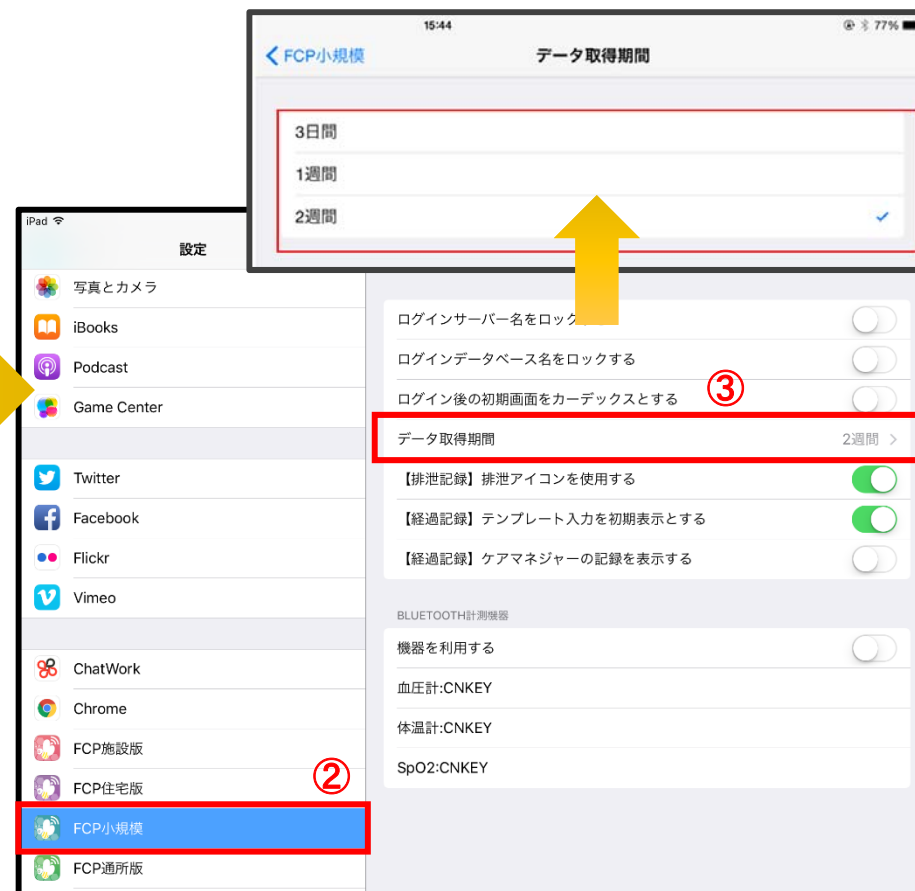 15:44
77%
FCP小規模
データ取得期間
3日間
1週間
2週間
iPad
設定
写真とカメラ
iBooks
Podcast
Game Center
Twitter
Facebook
Flickr
Vimeo
ChatWork
Chrome
FCP施設版
FCP住宅版
②
FCP小規模
FCP通所版
ログインサーバー名をロック
ログインデータベース名をロックする
ログイン後の初期画面をカーデックスとする
③
データ取得期間 2週間
【排泄記録】排泄アイコンを使用する
【経過記録】テンプレート入力を初期表示とする
【経過記録】ケアマネジャーの記録を表示する
BLUETOOTH計測機器
機器を利用する
血圧計:CNKEY
体温計:CNKEY
SpO2:CNKEY